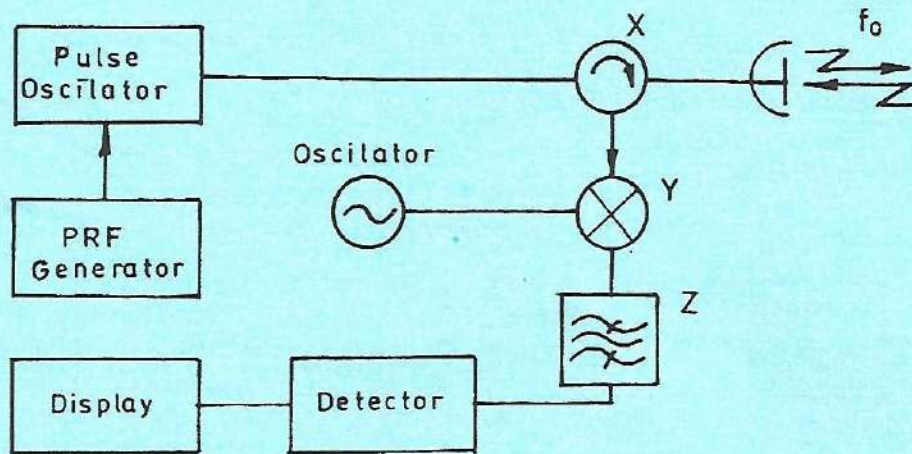 Pulse
Oscilator
X
f₀
Oscilator
Y
PRF
Generator
Z
Display
Detector